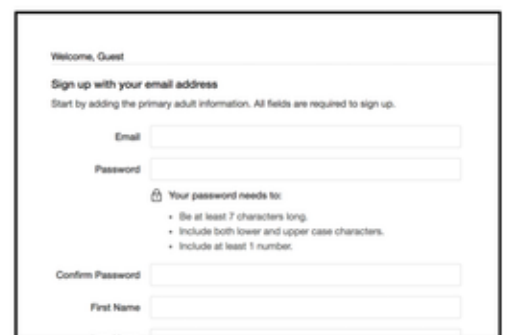 Welcome, Guest
Sign up with your email address
Start by adding the primary adult information. All fields are required to sign up.
Email
Password
Your password needs to:
• Be at least 7 characters long.
• Include both lower and upper case characters.
• Include at least 1 number.
Confirm Password
First Name